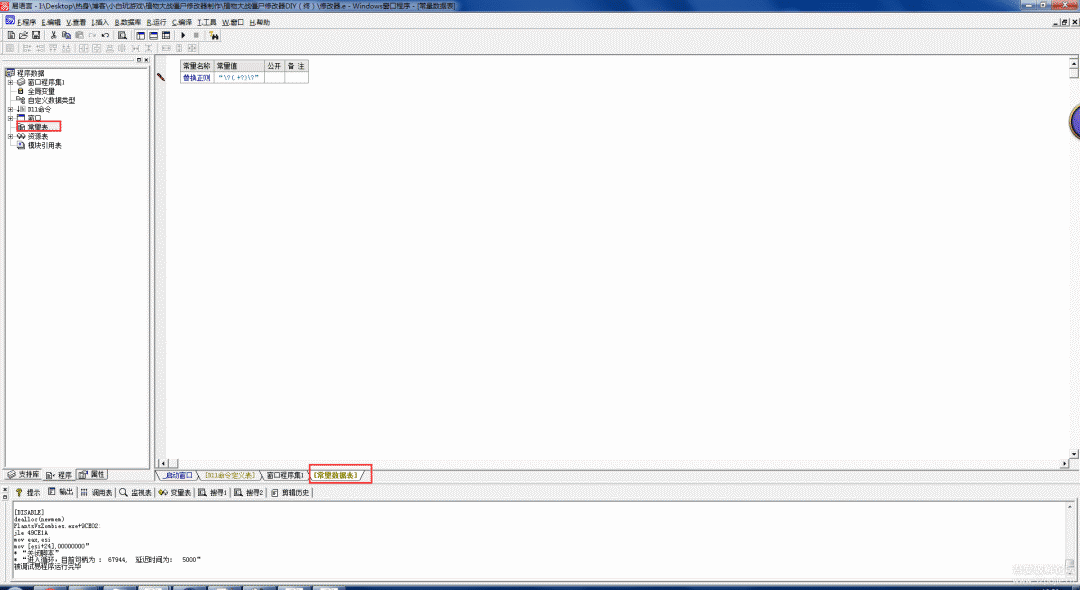 易语言 - I:\Desktop\热身\博客\小白玩游戏\植物大战僵尸修改器制作\植物大战僵尸修改器DIY（终）\修改器.e - Windows窗口程序 - [常量数据表]
F.程序 E.编辑 V.查看 I.插入 B.数据库 R.运行 C.编译 T.工具 W.窗口 H.帮助
程序数据
窗口程序集1
全局变量
自定义数据类型
Dll命令
窗口
常量表...
资源表
模块引用表
常量名称 常量值 公开 备 注
替换正则 “\?(.+?)\?”
支持库 程序 属性
_启动窗口 [Dll命令定义表] 窗口程序集1 [常量数据表]
提示 输出 调用表 监视表 变量表 搜寻1 搜寻2 剪辑历史
[DISABLE]
dealloc(newmem)
PlantsVsZombies.exe+9CE02:
jle 49CE1A
mov eax,esi
mov [esi+24],00000000”
* “关闭脚本”
* “进入循环，目前句柄为 ： 67944, 延迟时间为： 5000”
被调试易程序运行完毕